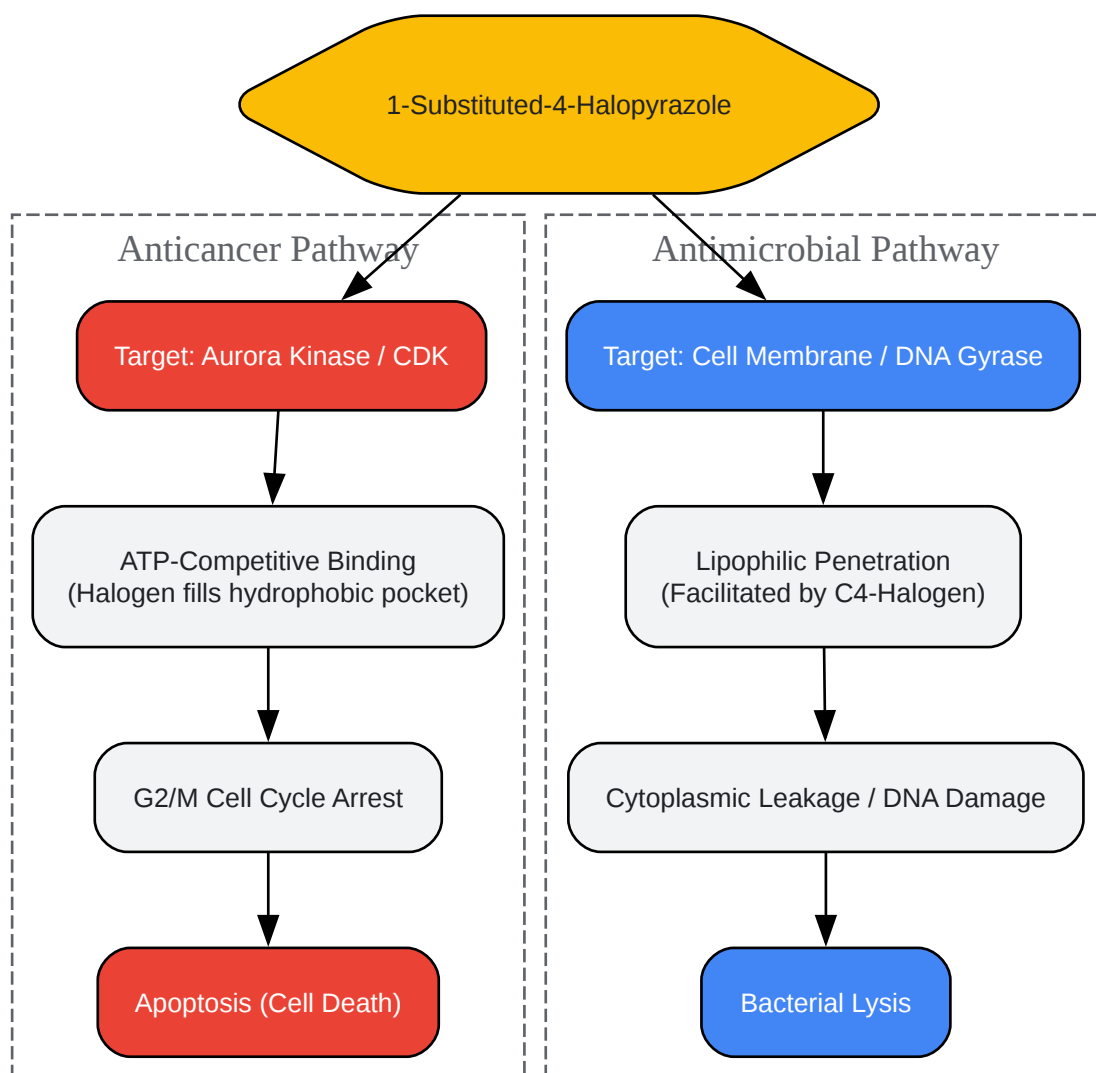 1-Substituted-4-Halopyrazole
Anticancer Pathway
Target: Aurora Kinase / CDK
ATP-Competitive Binding
(Halogen fills hydrophobic pocket)
G2/M Cell Cycle Arrest
Apoptosis (Cell Death)
Antimicrobial Pathway
Target: Cell Membrane / DNA Gyrase
Lipophilic Penetration
(Facilitated by C4-Halogen)
Cytoplasmic Leakage / DNA Damage
Bacterial Lysis